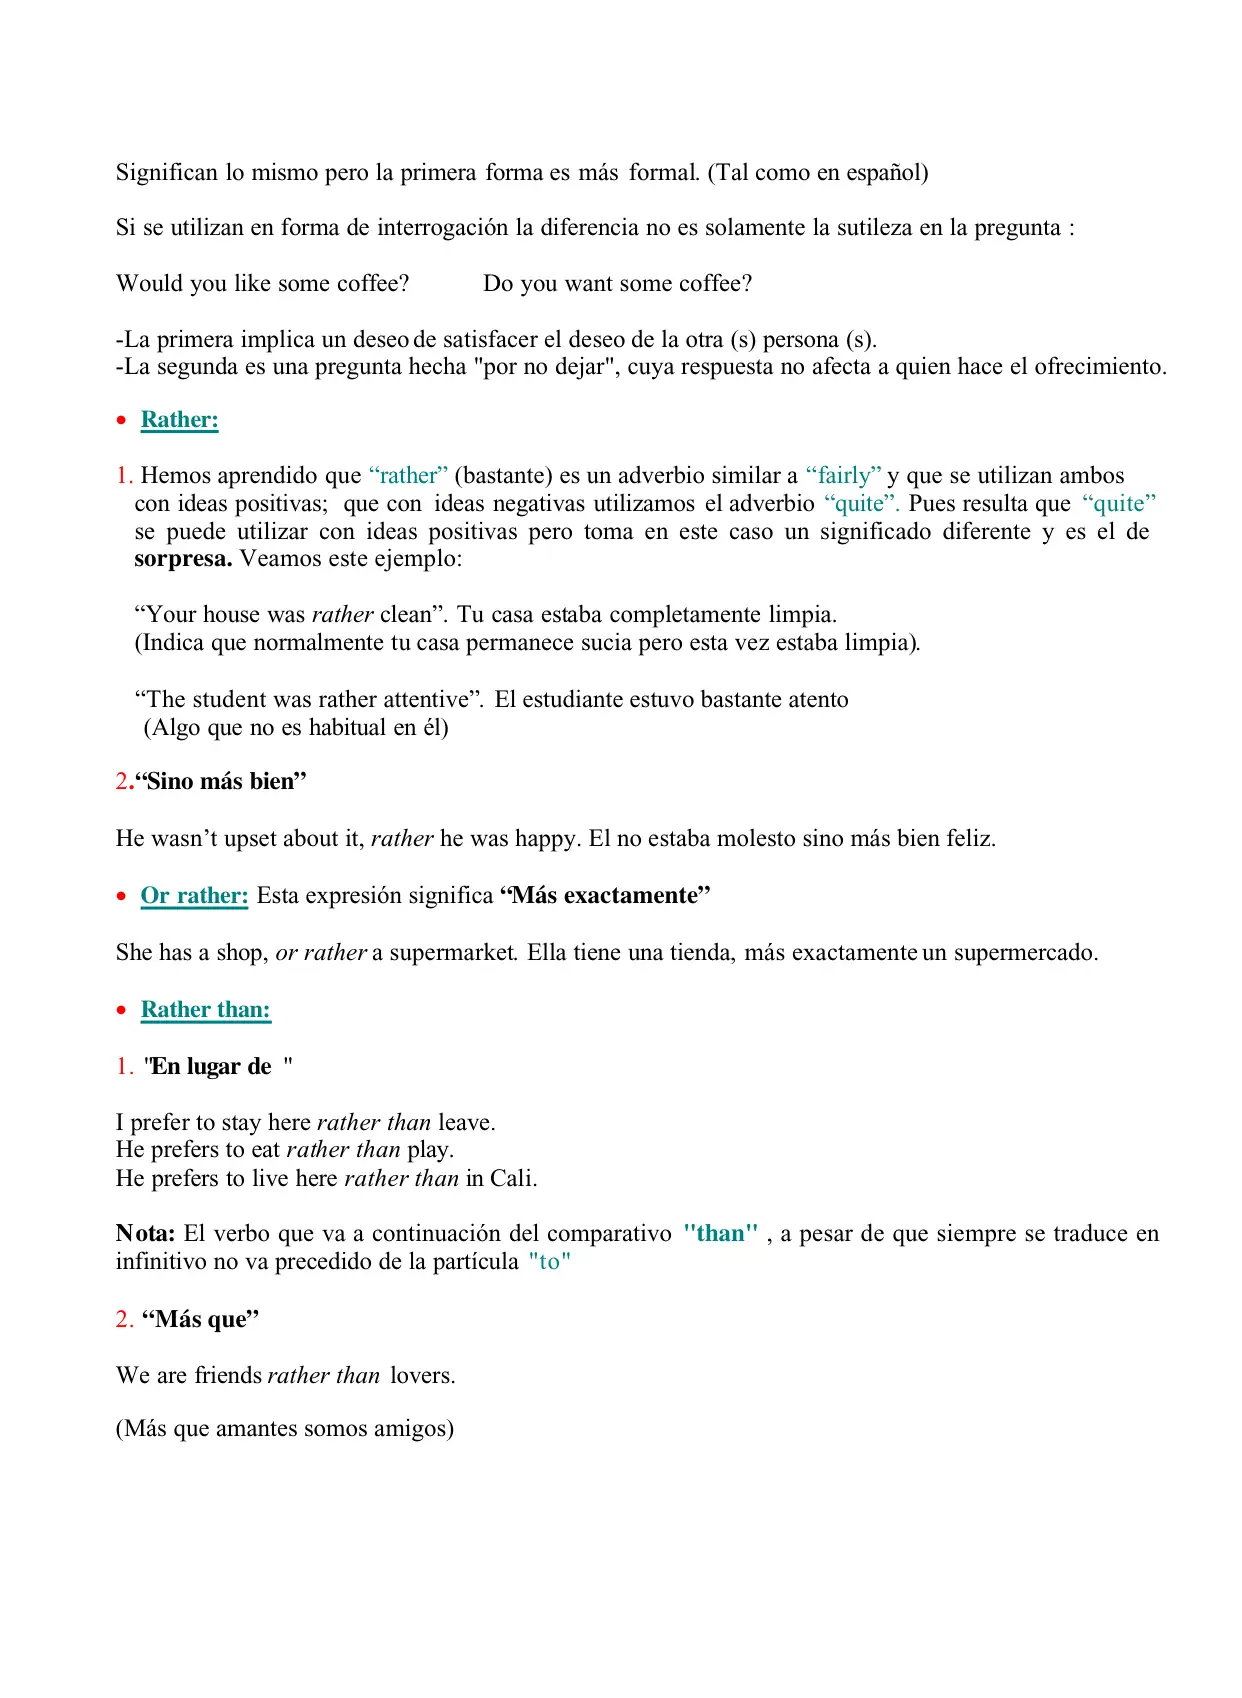 Significan lo mismo pero la primera forma es más formal. (Tal como en español)
Si se utilizan en forma de interrogación la diferencia no es solamente la sutileza en la pregunta :
Would you like some coffee? Do you want some coffee?
-La primera implica un deseo de satisfacer el deseo de la otra (s) persona (s).
-La segunda es una pregunta hecha "por no dejar", cuya respuesta no afecta a quien hace el ofrecimiento.
• Rather:
1. Hemos aprendido que “rather” (bastante) es un adverbio similar a “fairly” y que se utilizan ambos
con ideas positivas; que con ideas negativas utilizamos el adverbio “quite”. Pues resulta que “quite”
se puede utilizar con ideas positivas pero toma en este caso un significado diferente y es el de
sorpresa. Veamos este ejemplo:
“Your house was rather clean”. Tu casa estaba completamente limpia.
(Indica que normalmente tu casa permanece sucia pero esta vez estaba limpia).
“The student was rather attentive”. El estudiante estuvo bastante atento
(Algo que no es habitual en él)
2.“Sino más bien”
He wasn’t upset about it, rather he was happy. El no estaba molesto sino más bien feliz.
• Or rather: Esta expresión significa “Más exactamente”
She has a shop, or rather a supermarket. Ella tiene una tienda, más exactamente un supermercado.
• Rather than:
1. "En lugar de "
I prefer to stay here rather than leave.
He prefers to eat rather than play.
He prefers to live here rather than in Cali.
Nota: El verbo que va a continuación del comparativo "than" , a pesar de que siempre se traduce en
infinitivo no va precedido de la partícula "to"
2. “Más que”
We are friends rather than lovers.
(Más que amantes somos amigos)